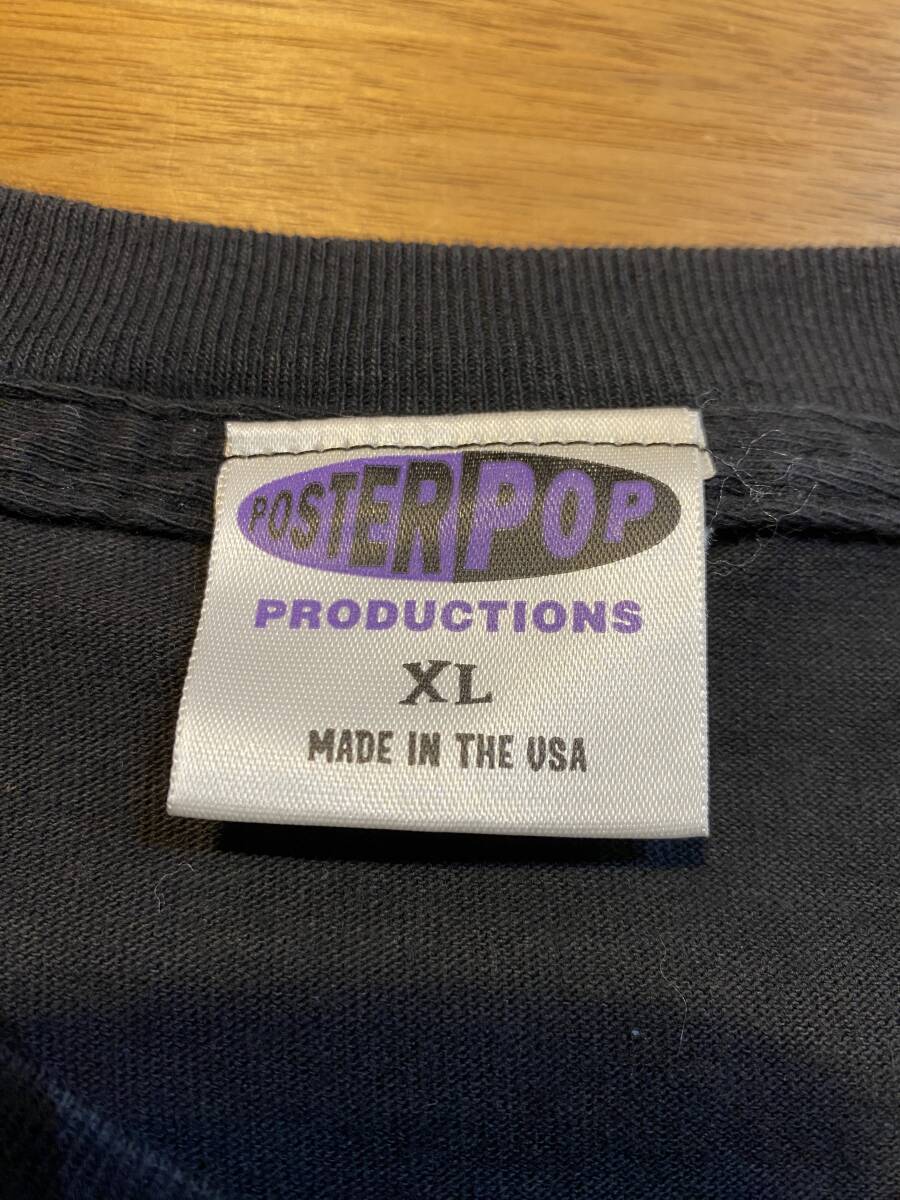 POSTERPOP
PRODUCTIONS
XL
MADE IN THE USA